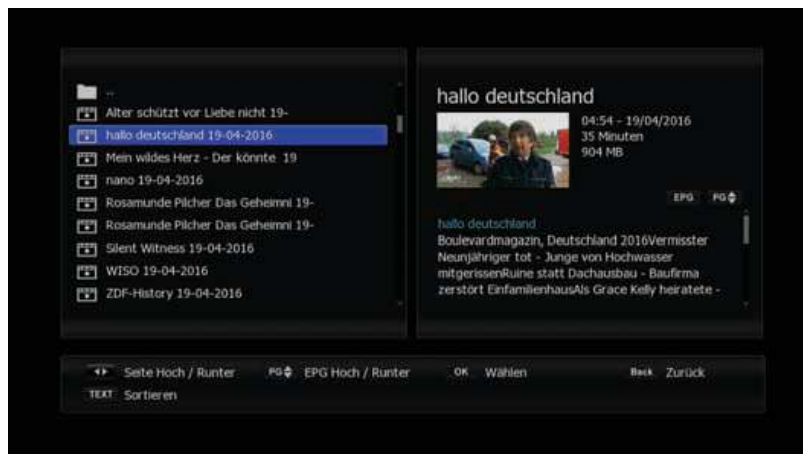 ..
Alter schützt vor Liebe nicht 19-
hallo deutschland 19-04-2016
Mein wildes Herz - Der könnte  19
nano 19-04-2016
Rosamunde Pilcher Das Geheimni 19-
Rosamunde Pilcher Das Geheimni 19-
Silent Witness 19-04-2016
WISO 19-04-2016
ZDF-History 19-04-2016
hallo deutschland
04:54 - 19/04/2016
35 Minuten
904 MB
EPG PG
hallo deutschland
Boulevardmagazin, Deutschland 2016Vermisster
Neunjähriger tot - Junge von Hochwasser
mitgerissenRuine statt Dachausbau - Baufirma
zerstört EinfamilienhausAls Grace Kelly heiratete -
Seite Hoch / Runter PG EPG Hoch / Runter OK Wählen Back Zurück
TEXT Sortieren